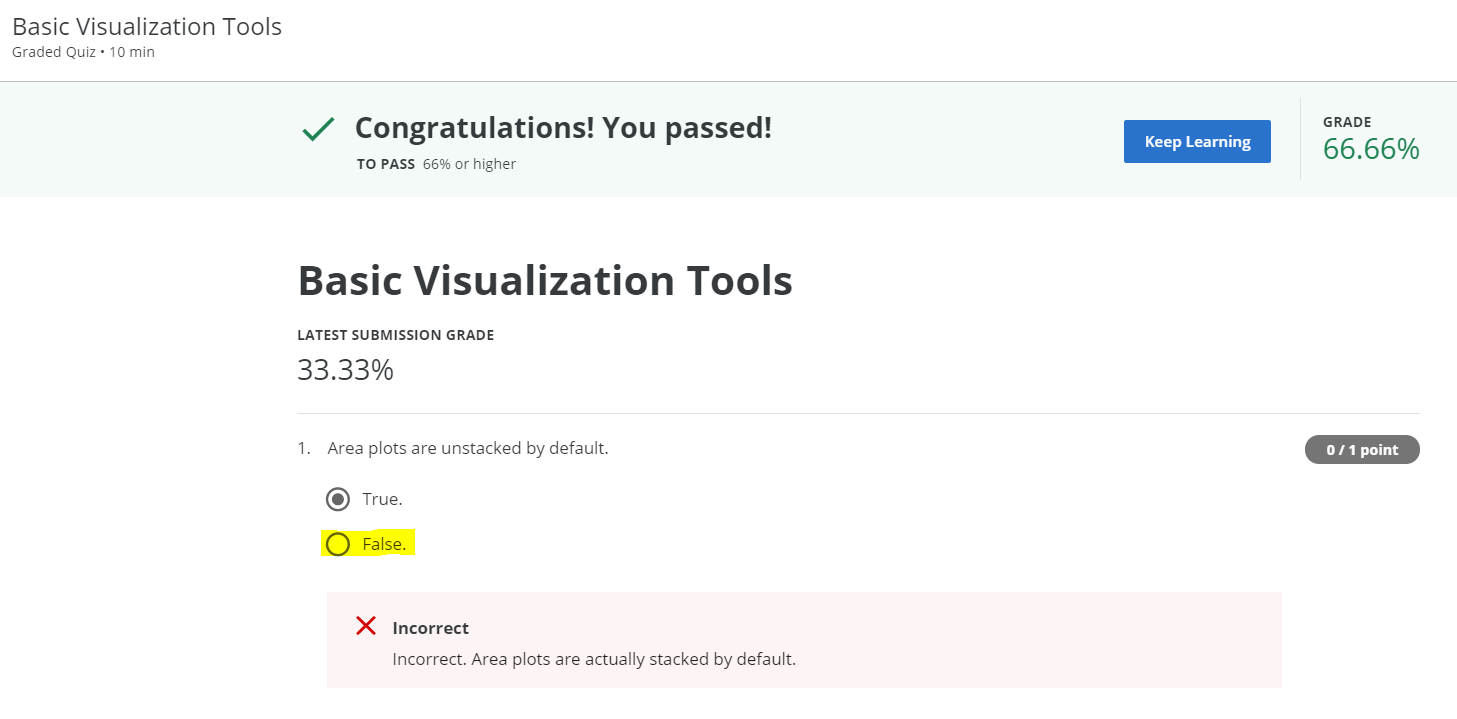 Basic Visualization Tools
Graded Quiz • 10 min
Congratulations! You passed!
TO PASS 66% or higher
Keep Learning
GRADE
66.66%
Basic Visualization Tools
LATEST SUBMISSION GRADE
33.33%
1. Area plots are unstacked by default.
0 / 1 point
True.
False.
Incorrect
Incorrect. Area plots are actually stacked by default.